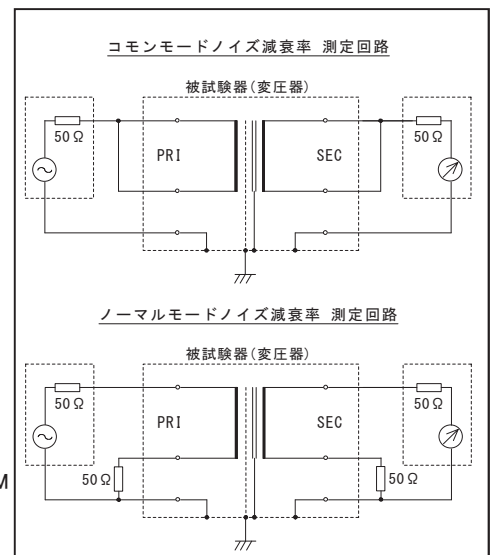 コモンモードノイズ減衰率 測定回路
被試験器(変圧器)
50Ω
50Ω
PRI
SEC
ノーマルモードノイズ減衰率 測定回路
被試験器(変圧器)
50Ω
50Ω
PRI
SEC
M
50Ω
50Ω